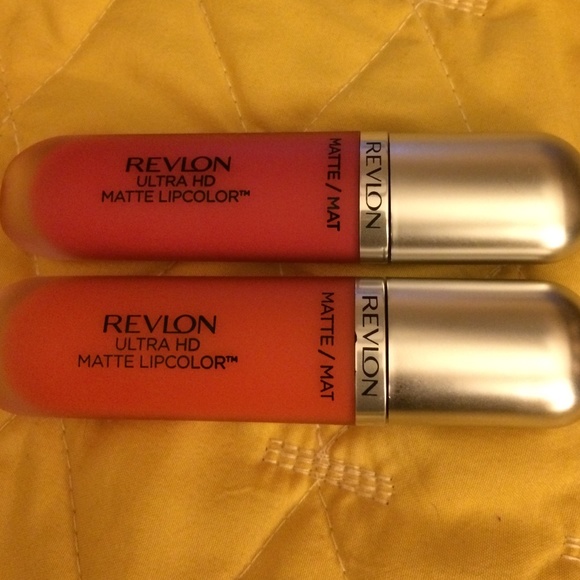 REVLON
ULTRA HD
MATTE LIPCOLOR™
MATTE / MAT
REVLON
REVLON
ULTRA HD
MATTE LIPCOLOR™
MATTE / MAT
REVLON